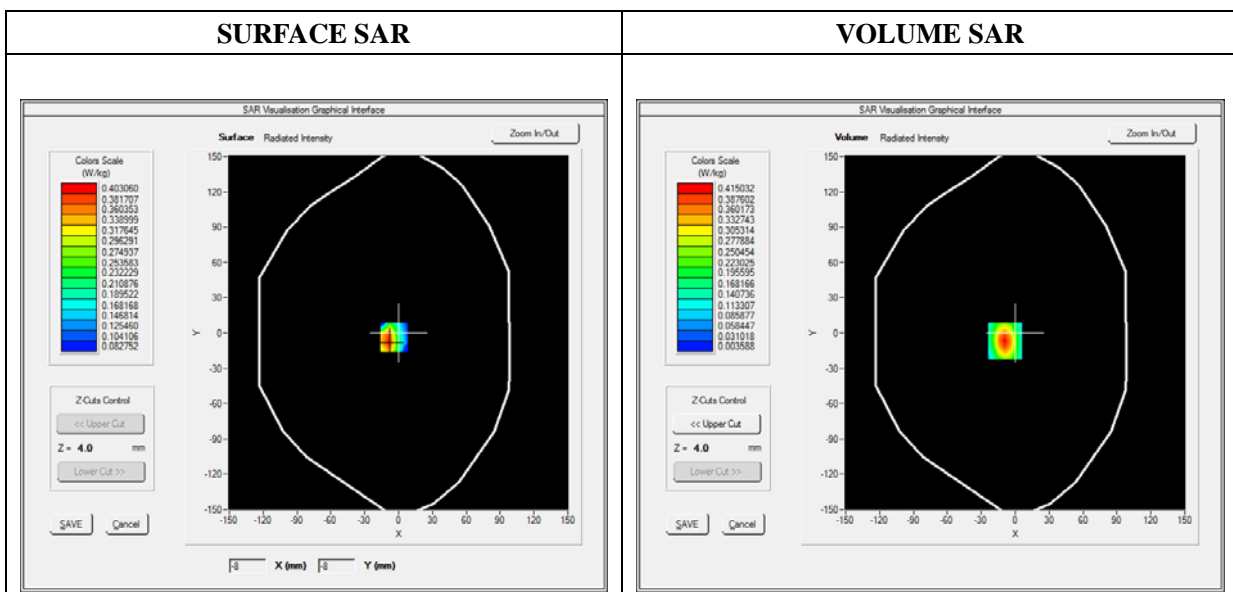 SURFACE SAR
VOLUME SAR
SAR Visualisation Graphical Interface
Surface Radiated Intensity
Zoom In/Out
Colors Scale
(W/kg)
0.403060
0.381707
0.360353
0.338999
0.317645
0.296291
0.274937
0.253583
0.232229
0.210876
0.189522
0.168168
0.146814
0.125460
0.104106
0.082752
150
120
90
60
30
0
-30
-60
-90
-120
-150
Y
-150 -120 -90 -60 -30 0 30 60 90 120 150
X
Z-Cuts Control
<< Upper Cut
Z = 4.0 mm
Lower Cut >>
SAVE Cancel
-8 X (mm) -8 Y (mm)
SAR Visualisation Graphical Interface
Volume Radiated Intensity
Zoom In/Out
Colors Scale
(W/kg)
0.415032
0.387602
0.360173
0.332743
0.305314
0.277884
0.250454
0.223025
0.195595
0.168166
0.140736
0.113307
0.085877
0.058447
0.031018
0.003588
150
120
90
60
30
0
-30
-60
-90
-120
-150
Y
-150 -120 -90 -60 -30 0 30 60 90 120 150
X
Z-Cuts Control
<< Upper Cut
Z = 4.0 mm
Lower Cut >>
SAVE Cancel